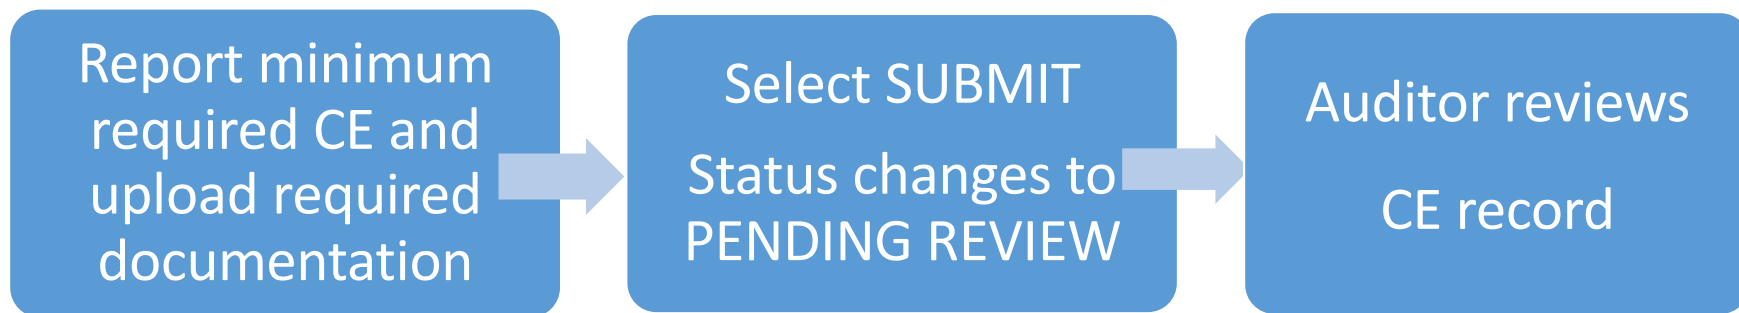 Report minimum
required CE and
upload required
documentation
Select SUBMIT
Status changes to
PENDING REVIEW
Auditor reviews
CE record